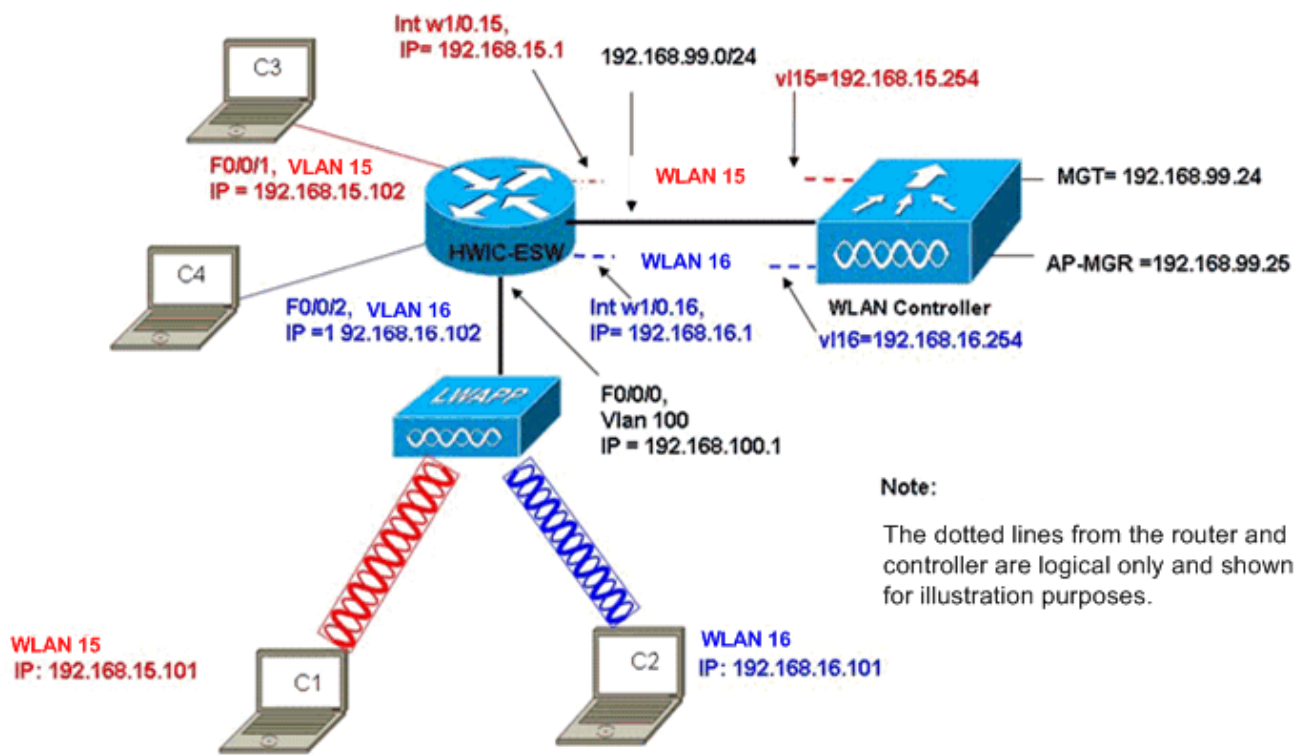 Int w1/0.15,
IP= 192.168.15.1
192.168.99.0/24
vl15=192.168.15.254
C3
F0/0/1, VLAN 15
IP = 192.168.15.102
WLAN 15
MGT= 192.168.99.24
HWIC-ESW
C4
WLAN 16
AP-MGR =192.168.99.25
F0/0/2, VLAN 16
IP =1 92.168.16.102
Int w1/0.16,
IP= 192.168.16.1
WLAN Controller
vl16=192.168.16.254
LWAPP
F0/0/0,
Vlan 100
IP = 192.168.100.1
Note:
The dotted lines from the router and
controller are logical only and shown
for illustration purposes.
WLAN 15
IP: 192.168.15.101
C1
C2
WLAN 16
IP: 192.168.16.101